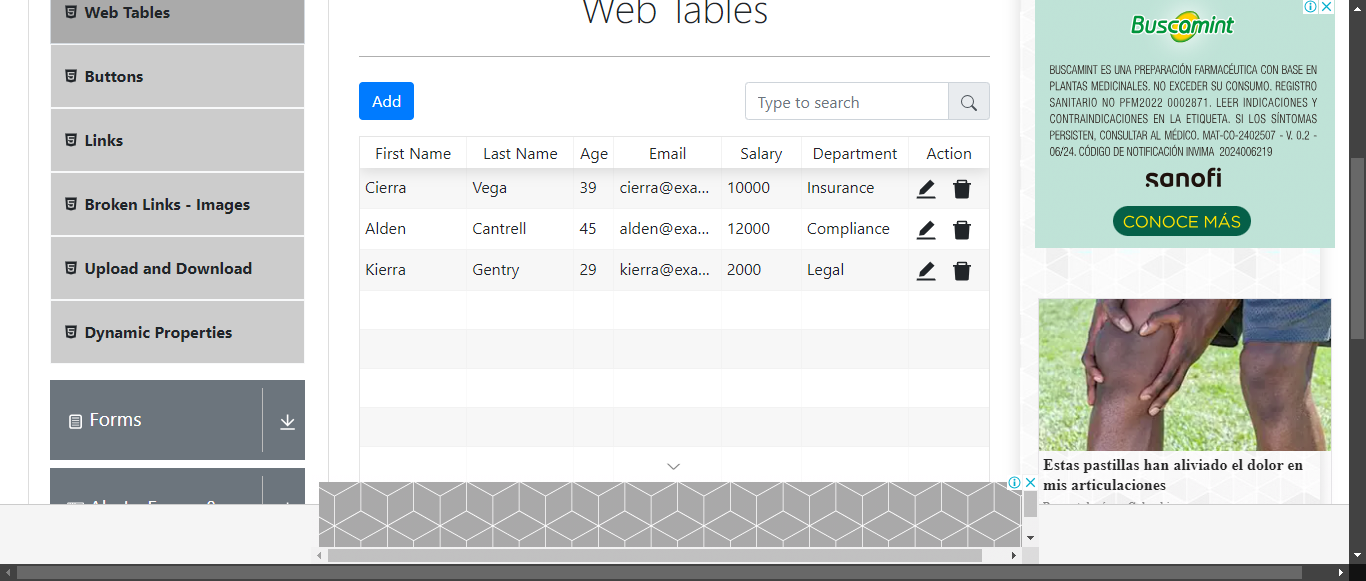 Web Tables
Buttons
Links
Broken Links - Images
Upload and Download
Dynamic Properties
Forms
Web Tables
Add
Type to search
First Name Last Name Age Email Salary Department Action
Cierra Vega 39 cierra@exa... 10000 Insurance
Alden Cantrell 45 alden@exa... 12000 Compliance
Kierra Gentry 29 kierra@exa... 2000 Legal
Buscamint
BUSCAMINT ES UNA PREPARACIÓN FARMACÉUTICA CON BASE EN
PLANTAS MEDICINALES. NO EXCEDER SU CONSUMO. REGISTRO
SANITARIO NO PFM2022 0002871. LEER INDICACIONES Y
CONTRAINDICACIONES EN LA ETIQUETA. SI LOS SÍNTOMAS
PERSISTEN, CONSULTAR AL MÉDICO. MAT-CO-2402507 - V. 0.2 -
06/24. CÓDIGO DE NOTIFICACIÓN INVIMA 2024006219
sanofi
CONOCE MÁS
Estas pastillas han aliviado el dolor en
mis articulaciones